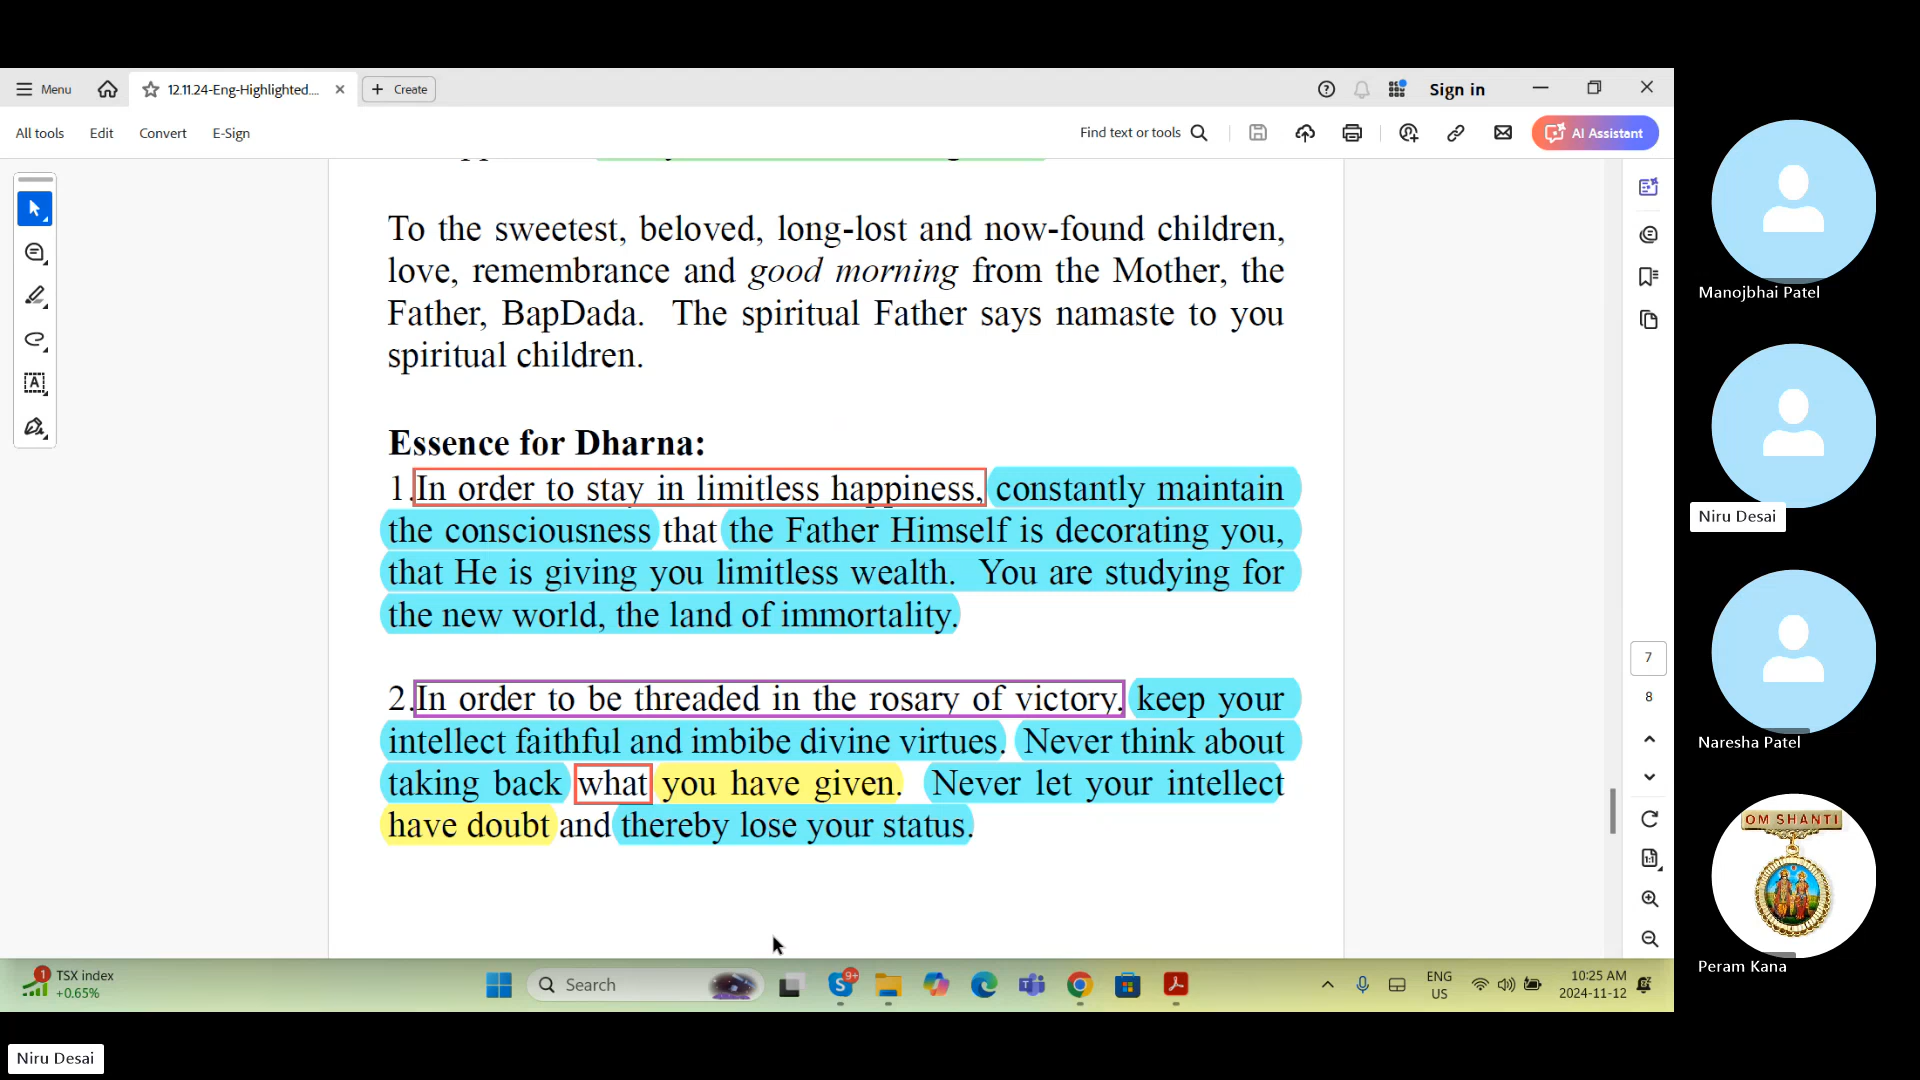 Menu
12.11.24-Eng-Highlighted....
Create
Sign in
All tools
Edit
Convert
E-Sign
Find text or tools
AI Assistant
To the sweetest, beloved, long-lost and now-found children,
love, remembrance and good morning from the Mother, the
Father, BapDada. The spiritual Father says namaste to you
spiritual children.
Essence for Dharna:
1.In order to stay in limitless happiness, constantly maintain
the consciousness that the Father Himself is decorating you,
that He is giving you limitless wealth. You are studying for
the new world, the land of immortality.
2.In order to be threaded in the rosary of victory, keep your
intellect faithful and imbibe divine virtues. Never think about
taking back what you have given. Never let your intellect
have doubt and thereby lose your status.
7
8
1
TSX index
+0.65%
Search
9+
ENG
US
10:25 AM
2024-11-12
Manojbhai Patel
Niru Desai
Naresha Patel
OM SHANTI
Peram Kana
Niru Desai